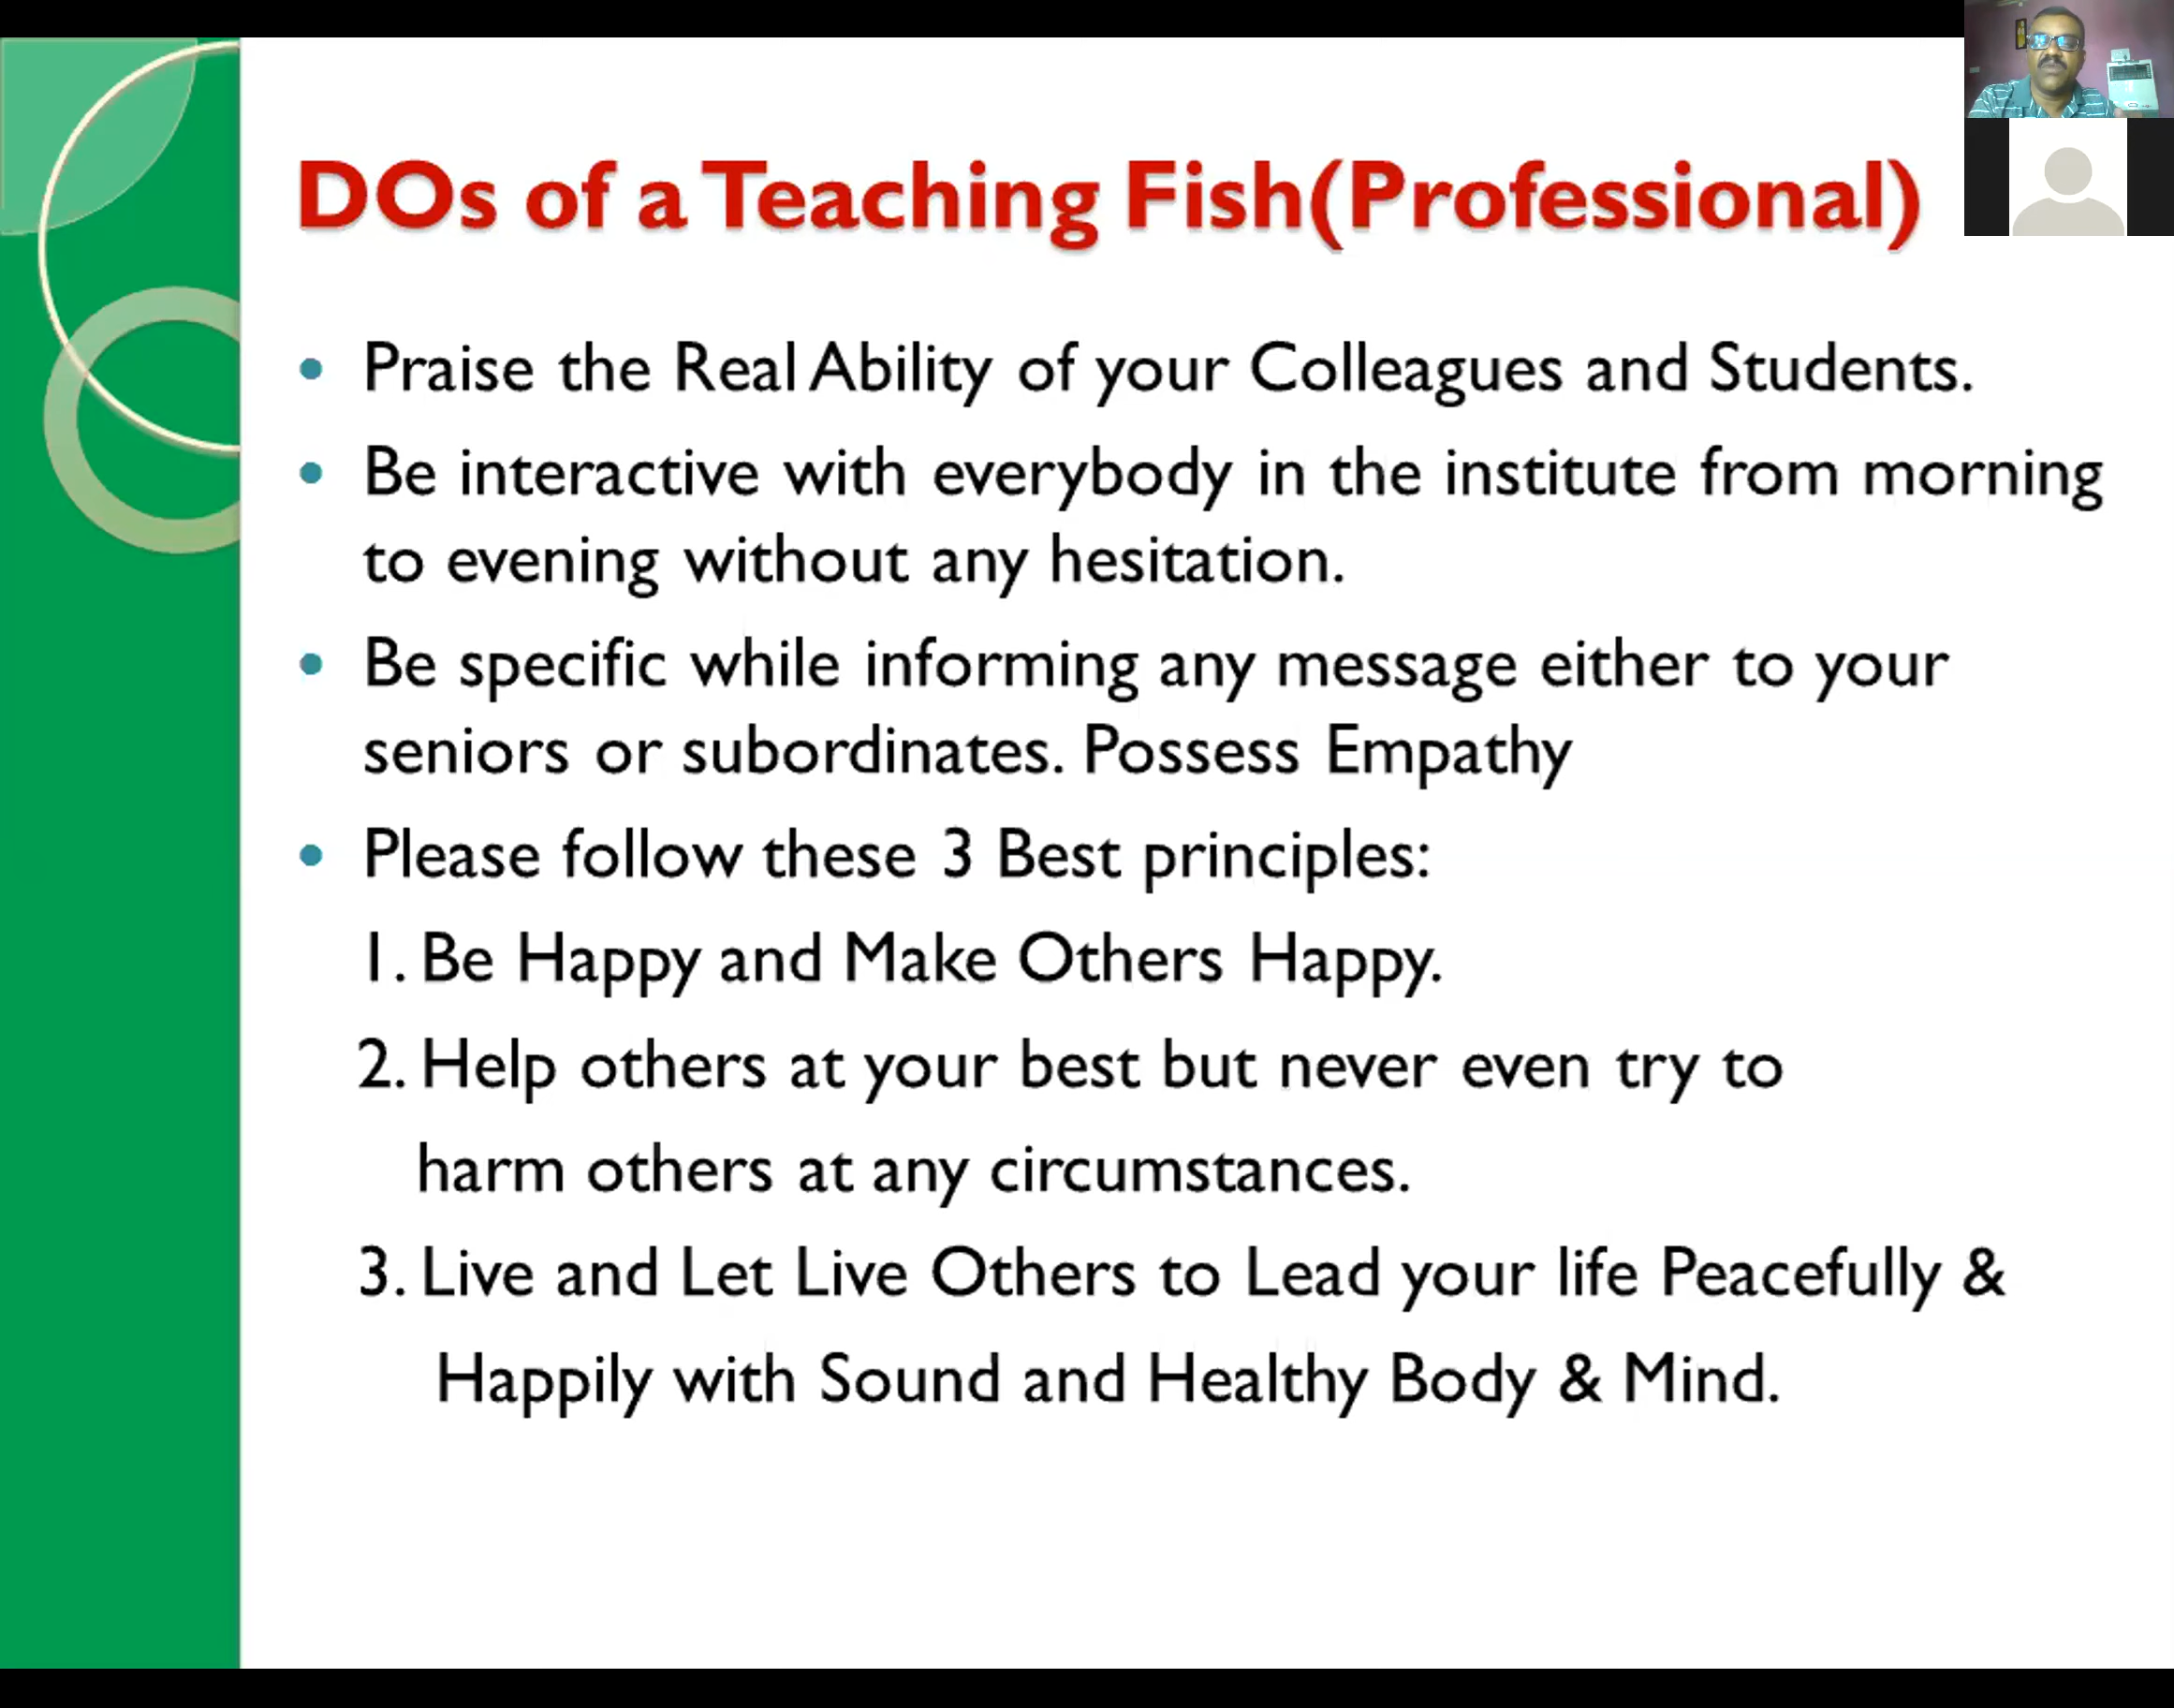 DOs of a Teaching Fish(Professional)
• Praise the Real Ability of your Colleagues and Students.
• Be interactive with everybody in the institute from morning
to evening without any hesitation.
• Be specific while informing any message either to your
seniors or subordinates. Possess Empathy
• Please follow these 3 Best principles:
1. Be Happy and Make Others Happy.
2. Help others at your best but never even try to
harm others at any circumstances.
3. Live and Let Live Others to Lead your life Peacefully &
Happily with Sound and Healthy Body & Mind.